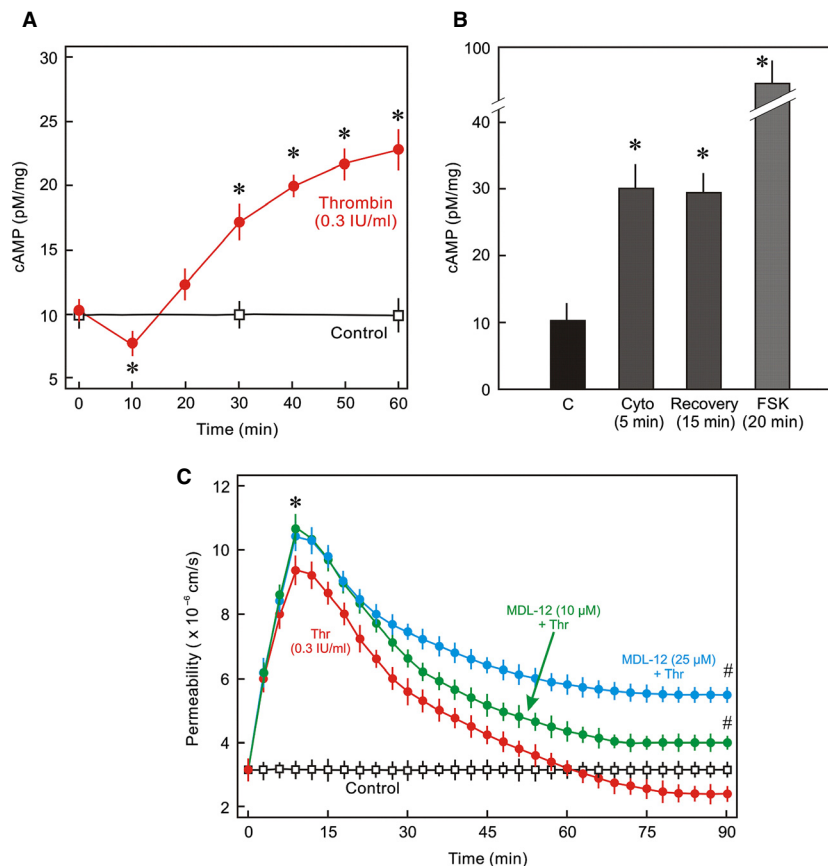 A
30
25
20
15
10
5
cAMP (pM/mg)
*
*
*
*
*
Thrombin
(0.3 IU/ml)
Control
0 10 20 30 40 50 60
Time (min)
B
100
40
30
20
10
0
cAMP (pM/mg)
*
*
*
C
Cyto
(5 min)
Recovery
(15 min)
FSK
(20 min)
C
12
10
8
6
4
2
Permeability ( x 10⁻⁶ cm/s)
*
Thr
(0.3 IU/ml)
MDL-12 (10 µM)
+ Thr
MDL-12 (25 µM)
+ Thr
#
#
Control
0 15 30 45 60 75 90
Time (min)